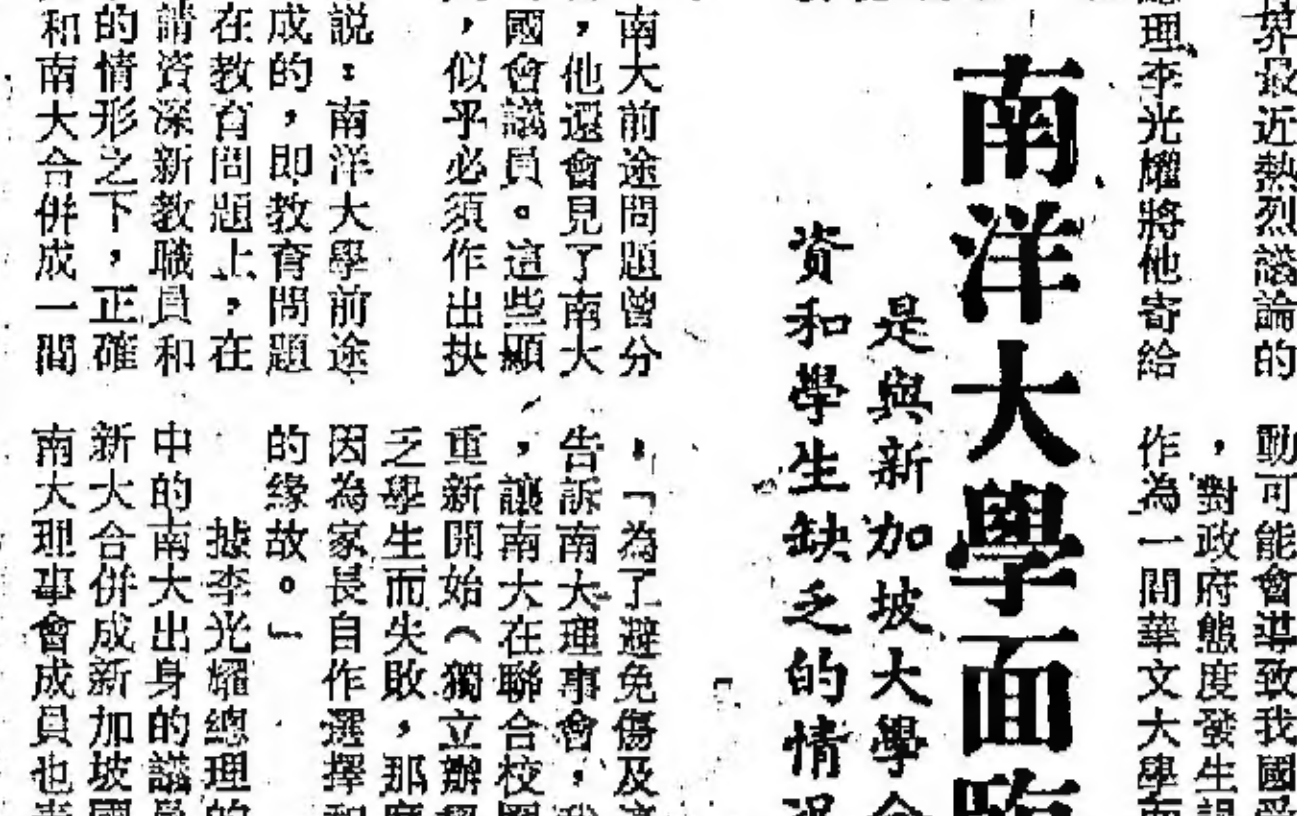 界最近熱烈議論的
理李光耀將他寄給
動可能會導致我國
，對政府態度發生
作為一間華文大學
南洋大學面臨
是與新加坡大學合
資和學生缺乏的情況
南大前途問題曾分
，他還會見了南大
國會議員。這些顯
，似乎必須作出抉
說：南洋大學前途
成的，即教育問題
在教育問題上，在
請資深新教職員和
的情形之下，正確
和南大合併成一間
，「為了避免傷及
告訴南大理事會，我
，讓南大在聯合校園
重新開始（獨立辦
乏學生而失敗，那麼
因為家長自作選擇和
的緣故。」
據李光耀總理的
中的南大出身的議員
新大合併成新加坡國
南大理事會成員也表